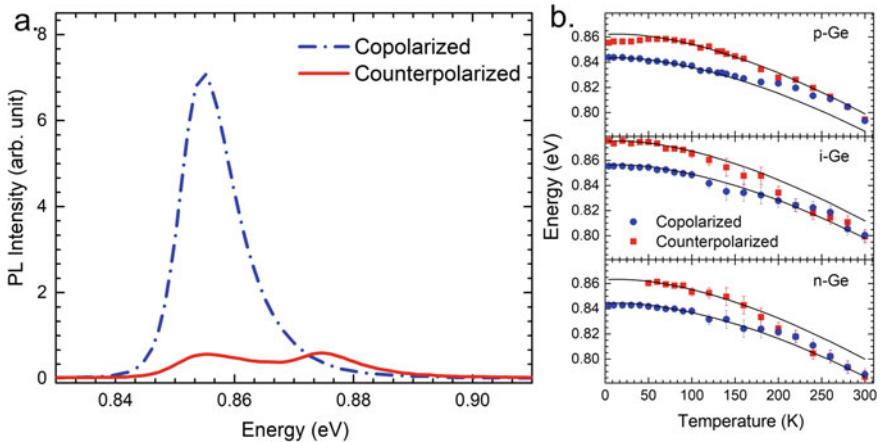 a.
8
6
4
2
0
PL Intensity (arb. unit)
Copolarized
Counterpolarized
0.84 0.86 0.88 0.90
Energy (eV)
b.
p-Ge
0.86
0.84
0.82
0.80
i-Ge
0.88
0.86
0.84
0.82
0.80
Copolarized
Counterpolarized
n-Ge
0.86
0.84
0.82
0.80
Energy (eV)
0 50 100 150 200 250 300
Temperature (K)